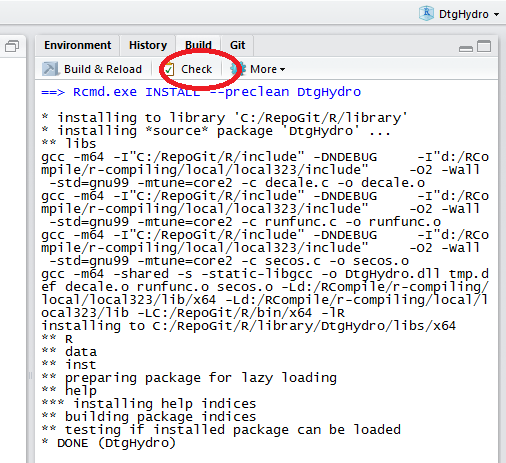 DtgHydro
Environment History Build Git
Build & Reload Check More
==> Rcmd.exe INSTALL --preclean DtgHydro
* installing to library 'C:/RepoGit/R/library'
* installing *source* package 'DtgHydro' ...
** libs
gcc -m64 -I"C:/RepoGit/R/include" -DNDEBUG     -I"d:/RCo
mpile/r-compiling/local/local323/include"     -O2 -Wall
 -std=gnu99 -mtune=core2 -c decale.c -o decale.o
gcc -m64 -I"C:/RepoGit/R/include" -DNDEBUG     -I"d:/RCo
mpile/r-compiling/local/local323/include"     -O2 -Wall
 -std=gnu99 -mtune=core2 -c runfunc.c -o runfunc.o
gcc -m64 -I"C:/RepoGit/R/include" -DNDEBUG     -I"d:/RCo
mpile/r-compiling/local/local323/include"     -O2 -Wall
 -std=gnu99 -mtune=core2 -c secos.c -o secos.o
gcc -m64 -shared -s -static-libgcc -o DtgHydro.dll tmp.d
ef decale.o runfunc.o secos.o -Ld:/RCompile/r-compiling/
local/local323/lib/x64 -Ld:/RCompile/r-compiling/local/l
ocal323/lib -LC:/RepoGit/R/bin/x64 -lR
installing to C:/RepoGit/R/library/DtgHydro/libs/x64
** R
** data
** inst
** preparing package for lazy loading
** help
*** installing help indices
** building package indices
** testing if installed package can be loaded
* DONE (DtgHydro)